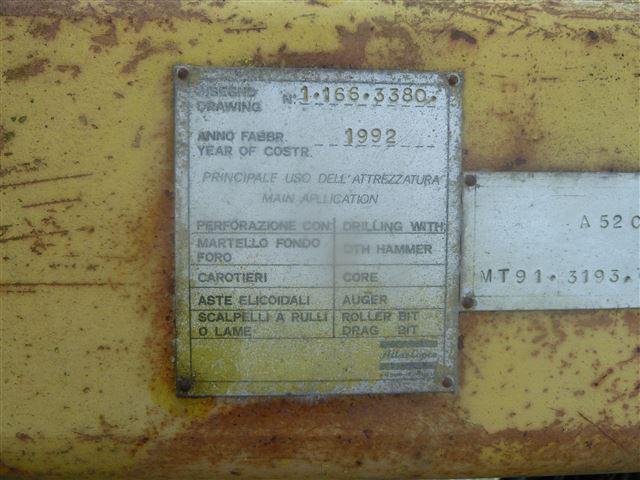 DISEGNO
DRAWING N° 1·166·3380·
ANNO FABBR.
YEAR OF COSTR. 1992
PRINCIPALE USO DELL'ATTREZZATURA
MAIN APLLICATION
PERFORAZIONE CON: DRILLING WITH
MARTELLO FONDO
FORO DTH HAMMER
CAROTIERI CORE
ASTE ELICOIDALI AUGER
SCALPELLI A RULLI ROLLER BIT
O LAME DRAG BIT
Atlas Copco
A 52 C
MT91·3193·